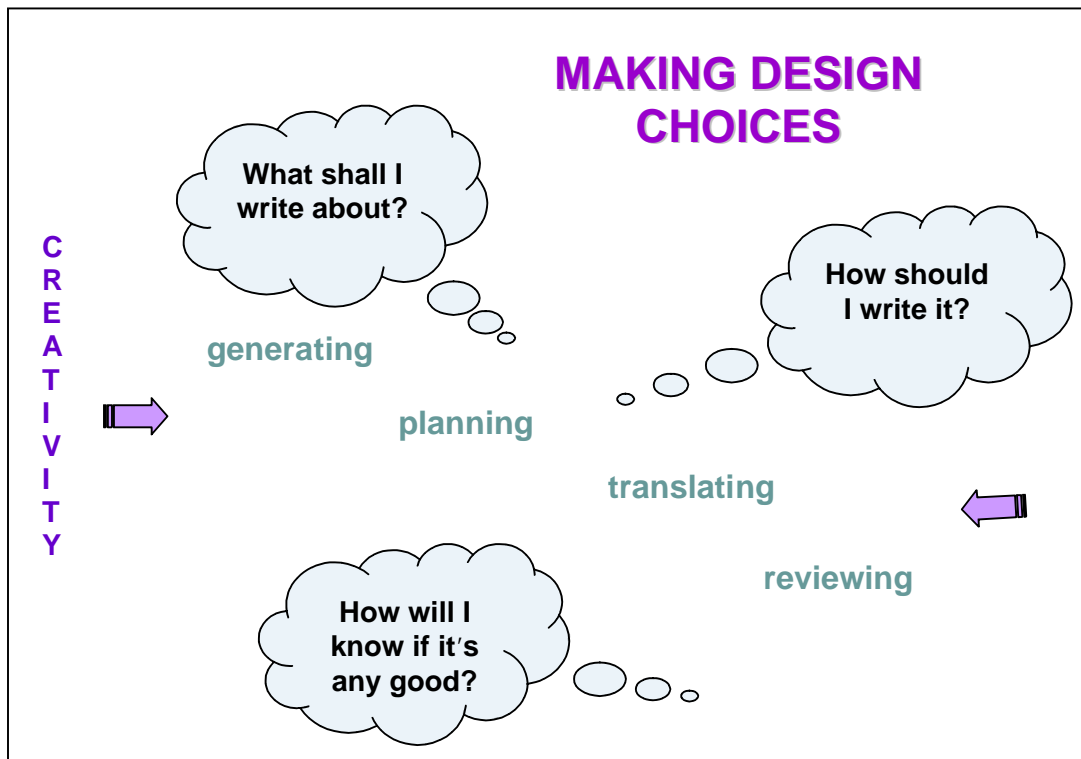 MAKING DESIGN
CHOICES
What shall I
write about?
How should
I write it?
CREATIVITY
generating
planning
translating
reviewing
How will I
know if it's
any good?